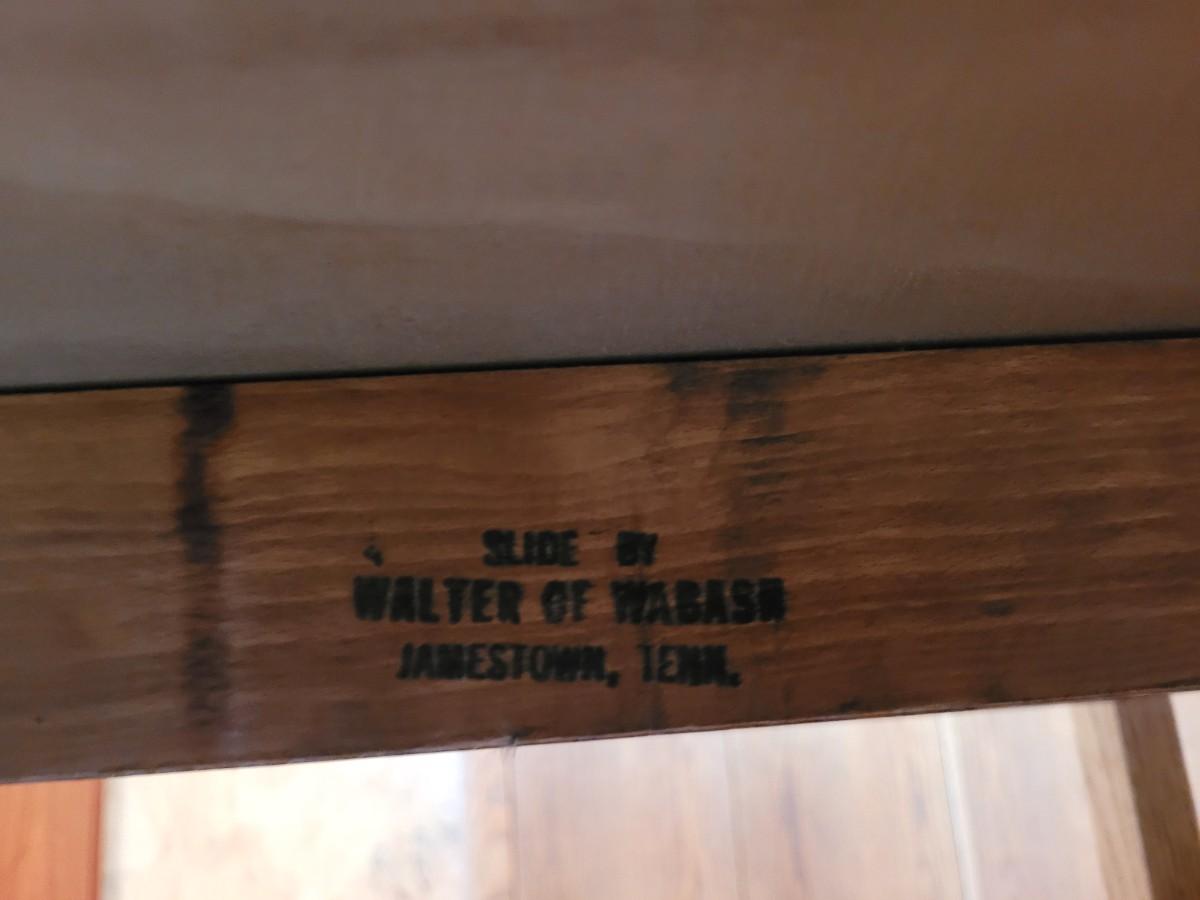 SLIDE BY
WALTER OF WABASH
JAMESTOWN, TENN.